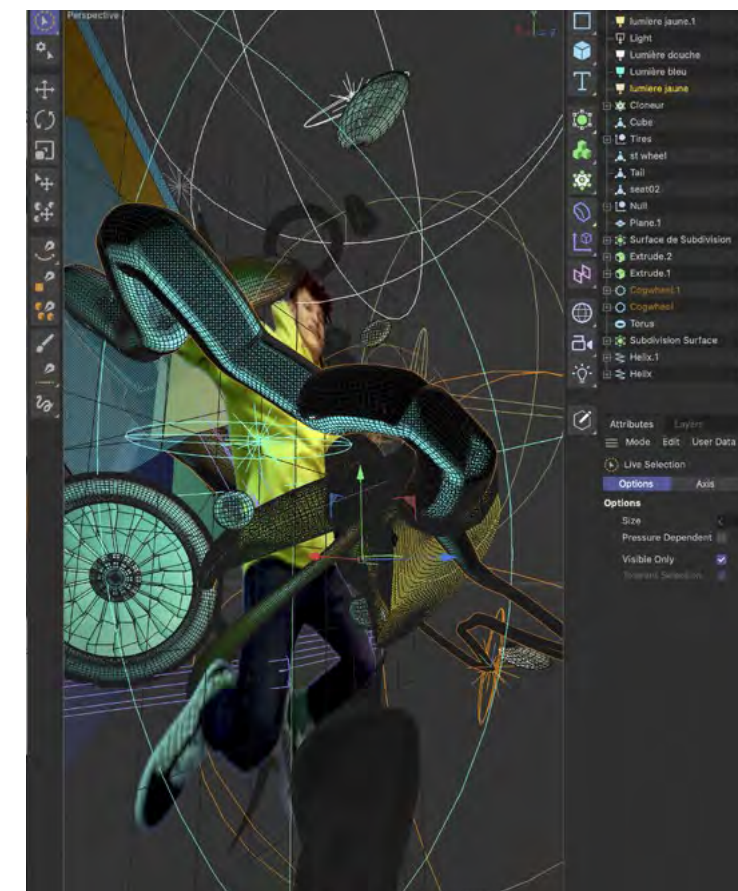 Perspective
Y
Z
lumiere jaune.1
Light
Lumière douche
Lumière bleu
lumiere jaune
Cloneur
Cube
Tires
st wheel
Tail
seat02
Null
Plane.1
Surface de Subdivision
Extrude.2
Extrude.1
Cogwheel.1
Cogwheel
Torus
Subdivision Surface
Helix.1
Helix
Attributes Layers
Mode Edit User Data
Live Selection
Options Axis
Options
Size
Pressure Dependent
Visible Only
Tolerant Selection